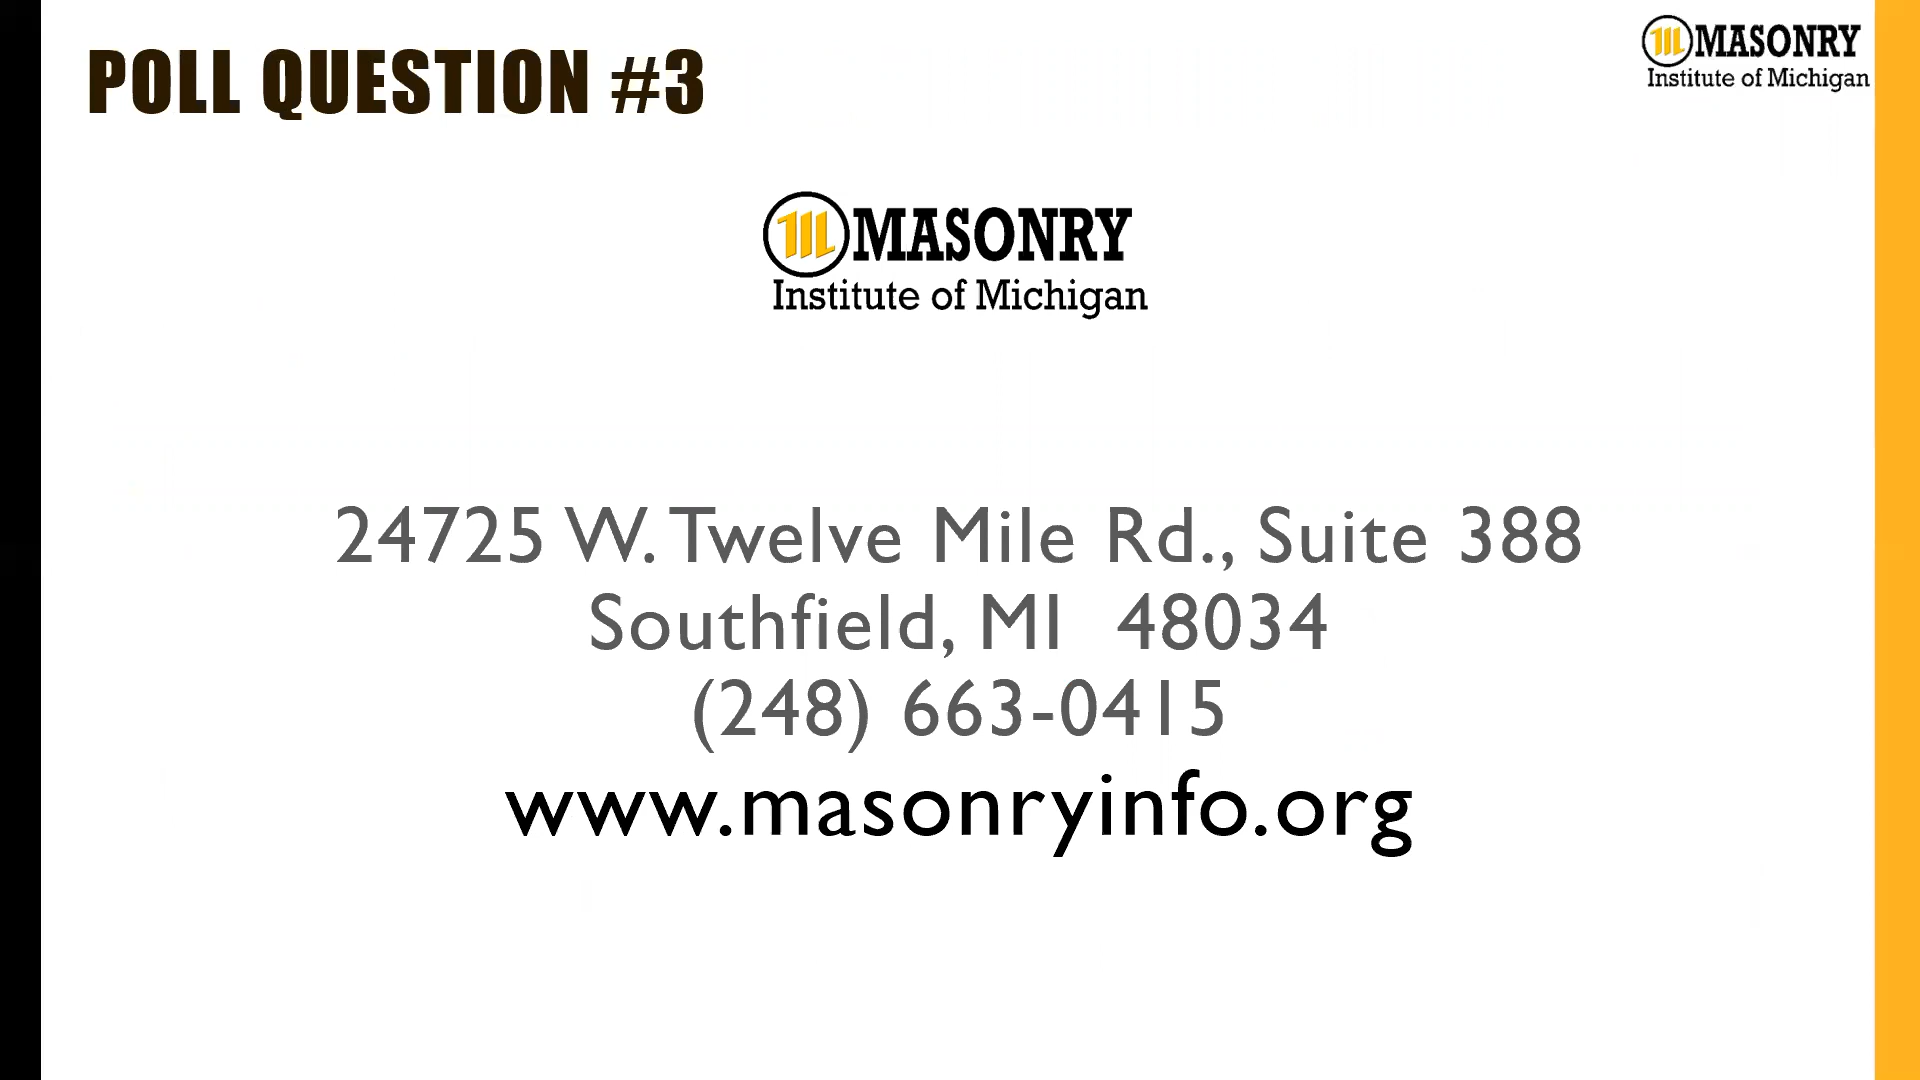 POLL QUESTION #3
MASONRY
Institute of Michigan
MASONRY
Institute of Michigan
24725 W. Twelve Mile Rd., Suite 388
Southfield, MI  48034
(248) 663-0415
www.masonryinfo.org